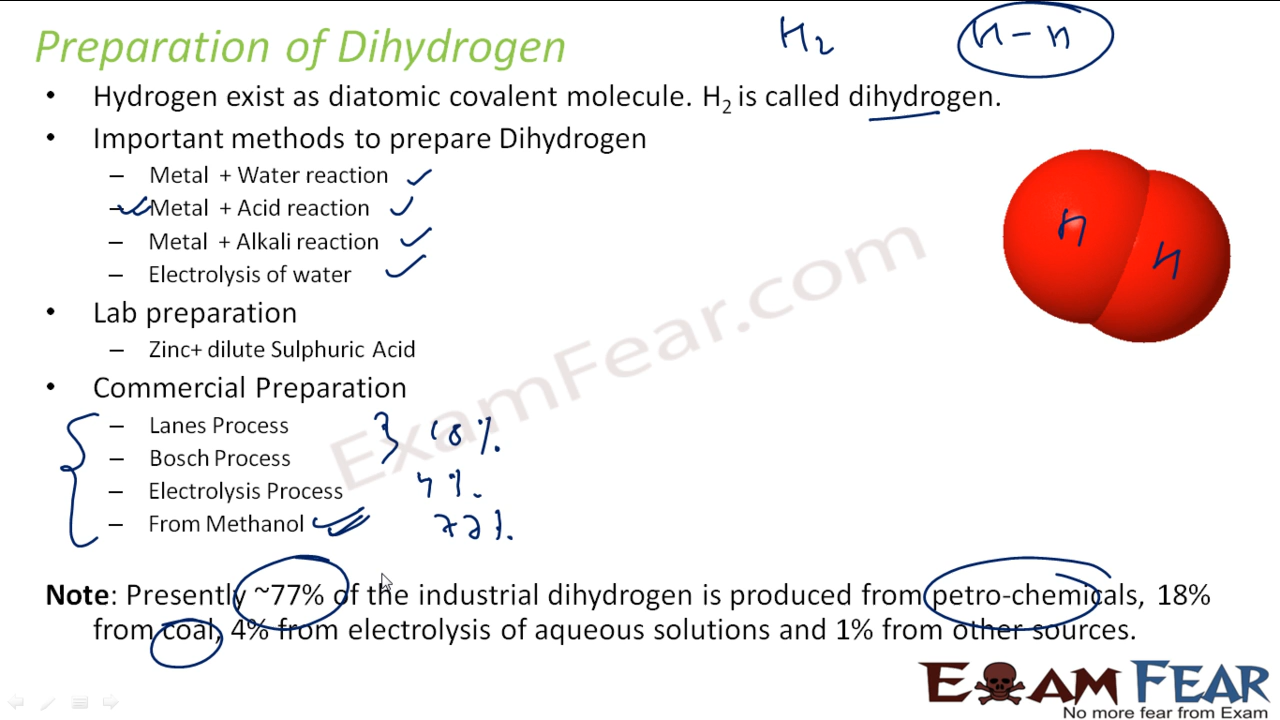 Preparation of Dihydrogen
H₂
H - H
• Hydrogen exist as diatomic covalent molecule. H₂ is called dihydrogen.
• Important methods to prepare Dihydrogen
– Metal + Water reaction
– Metal + Acid reaction
– Metal + Alkali reaction
– Electrolysis of water
H H
• Lab preparation
– Zinc+ dilute Sulphuric Acid
• Commercial Preparation
– Lanes Process
– Bosch Process
18%
– Electrolysis Process 4%.
– From Methanol 77%.
ExamFear.com
Note: Presently ~77% of the industrial dihydrogen is produced from petro-chemicals, 18%
from coal, 4% from electrolysis of aqueous solutions and 1% from other sources.
EXAM FEAR
No more fear from Exam